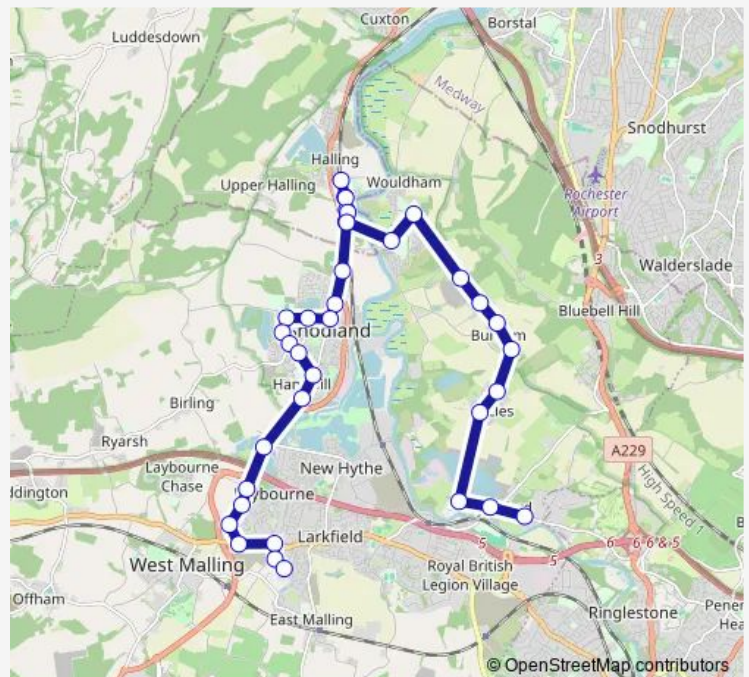 Cuxton
Borstal
Luddesdown
Medway
Snodhurst
Halling
Upper Halling
Wouldham
Rochester
Airport
3
Walderslade
Bluebell Hill
Birling
Ryarsh
A229
Laybourne
Chase
New Hythe
High Speed 1
Larkfield
5
5
6
6-6&5
West Malling
Royal British
Legion Village
Offham
Ringlestone
East Malling
© OpenStreetMap contributors